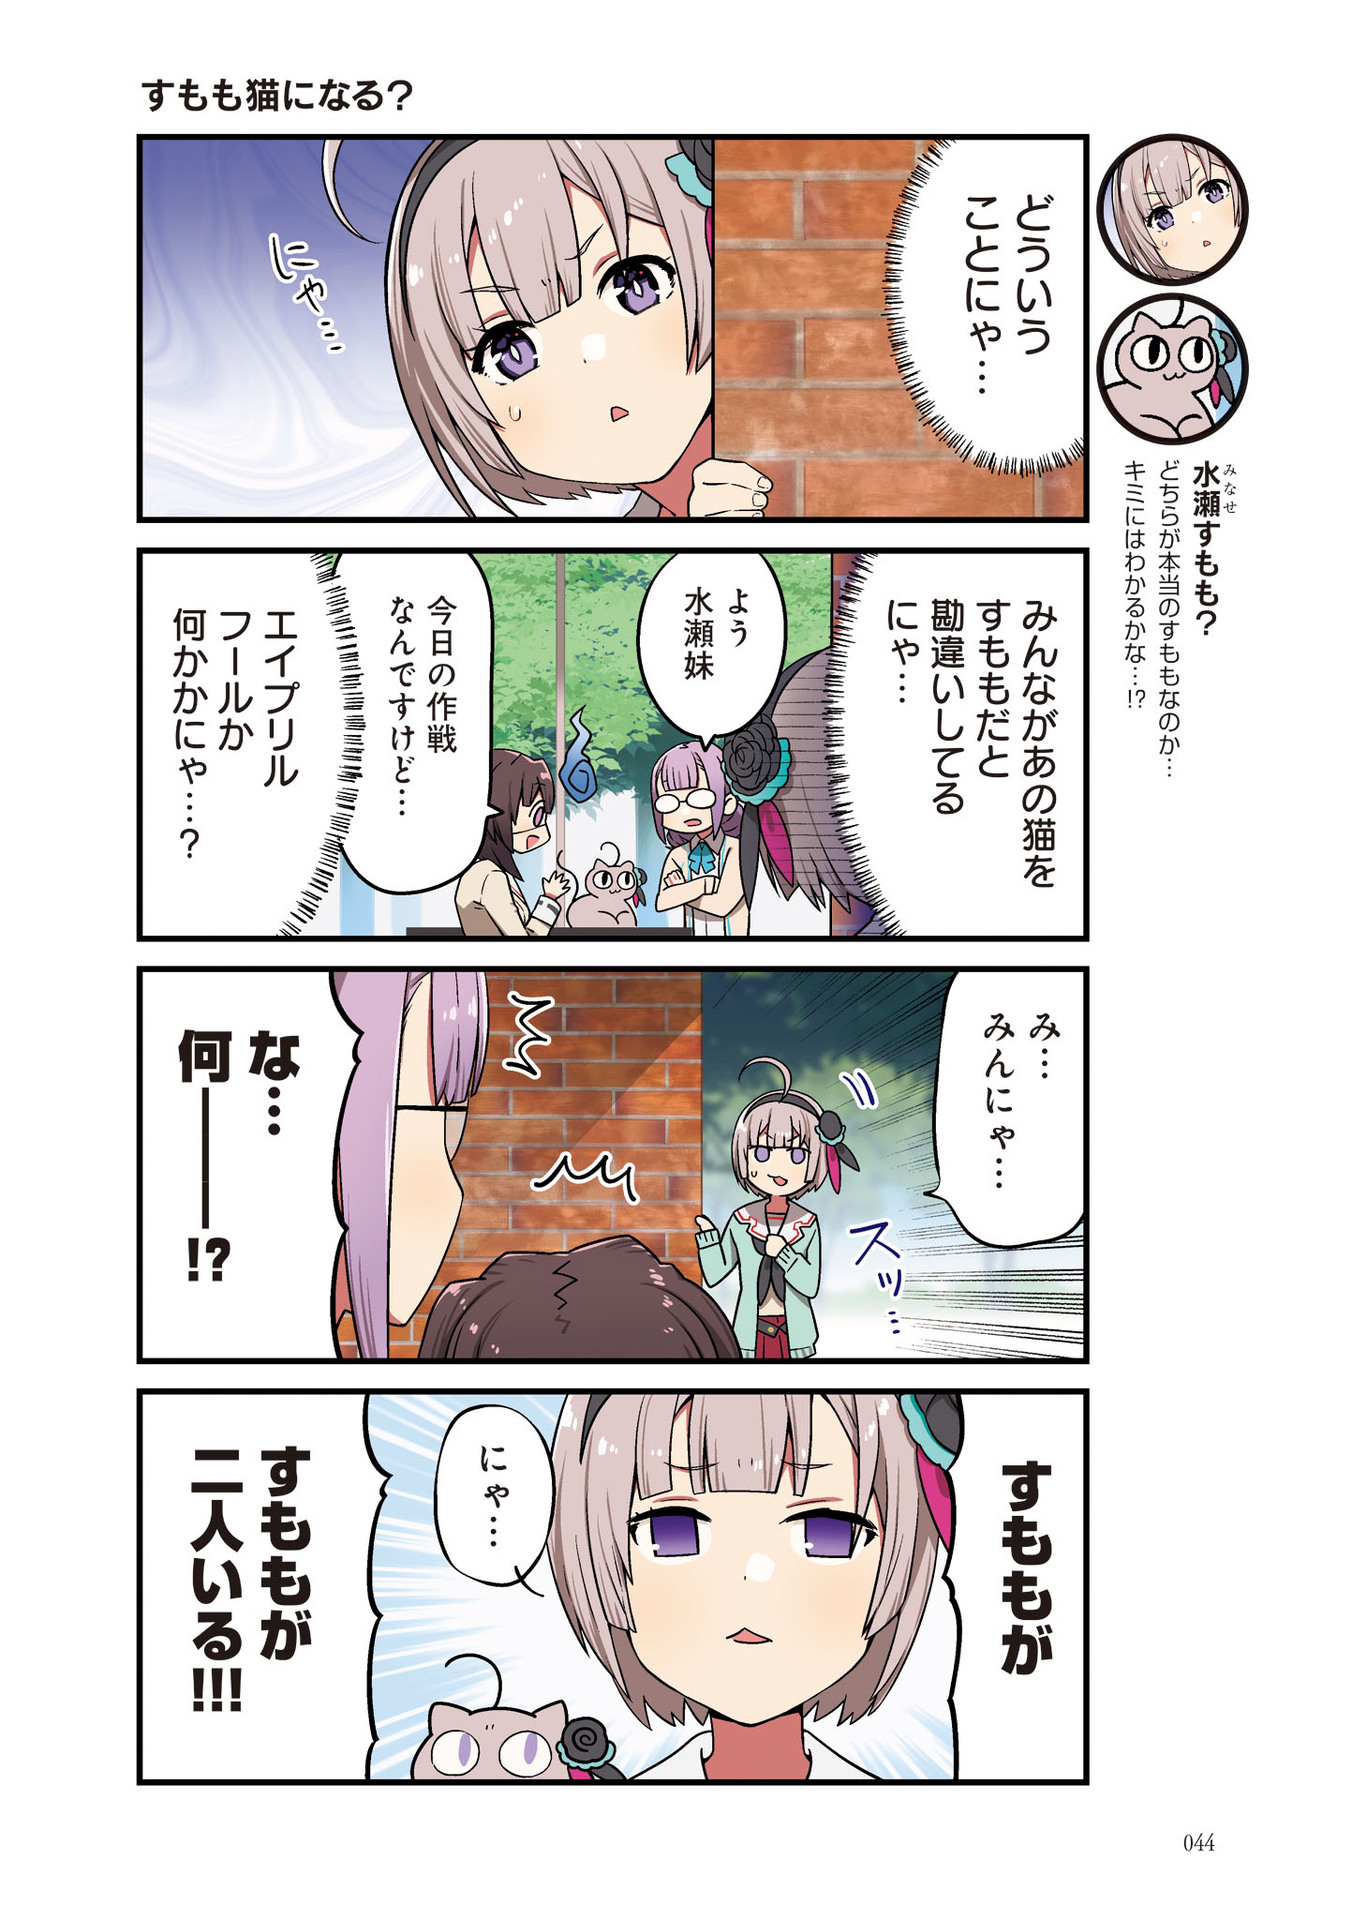 すもも猫になる?
どういう
ことにゃ…
にゃ…
水瀬すもも?
みなせ
どちらが本当のすももなのか…
キミにはわかるかな…!?
みんながあの猫を
すももだと
勘違いしてる
にゃ…
よう
水瀬妹
今日の作戦
なんですけど…
エイプリル
フールか
何かかにゃ…?
み…
みんにゃ…
スッ…
な…
何———!?
すももが
にゃ…
すももが
二人いる!!!
044